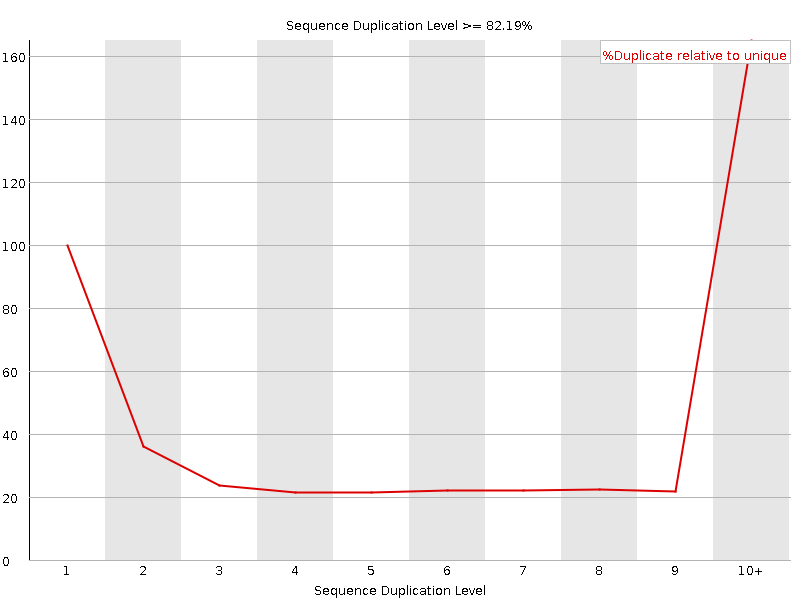 Sequence Duplication Level >= 82.19%
%Duplicate relative to unique
160
140
120
100
80
60
40
20
0
1 2 3 4 5 6 7 8 9 10+
Sequence Duplication Level